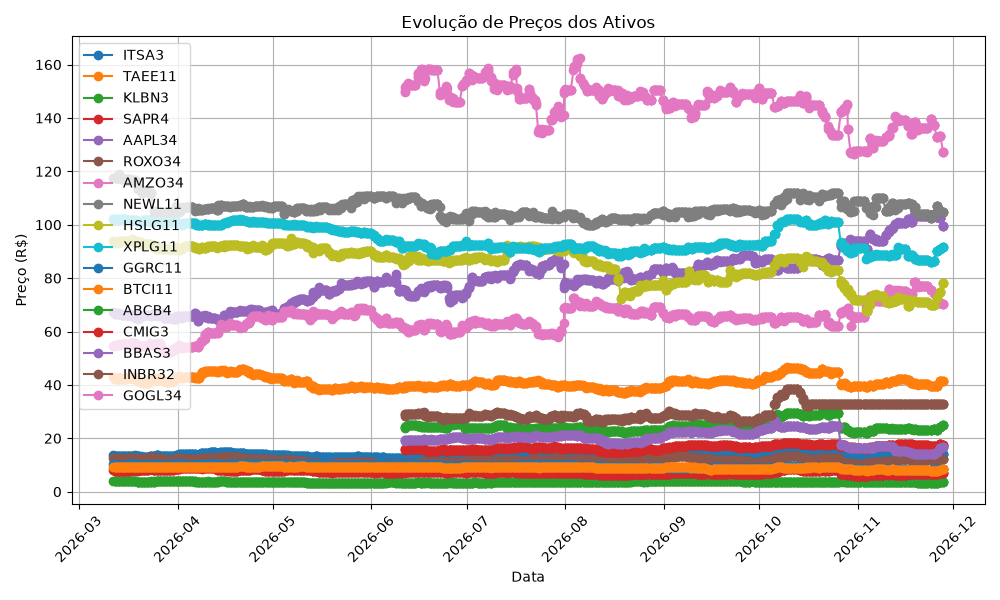 Evolução de Preços dos Ativos
Preço (R$)
160
140
120
100
80
60
40
20
0
ITSA3
TAEE11
KLBN3
SAPR4
AAPL34
ROXO34
AMZO34
NEWL11
HSLG11
XPLG11
GGRC11
BTCI11
ABCB4
CMIG3
BBAS3
INBR32
GOGL34
2026-03
2026-04
2026-05
2026-06
2026-07
2026-08
2026-09
2026-10
2026-11
2026-12
Data